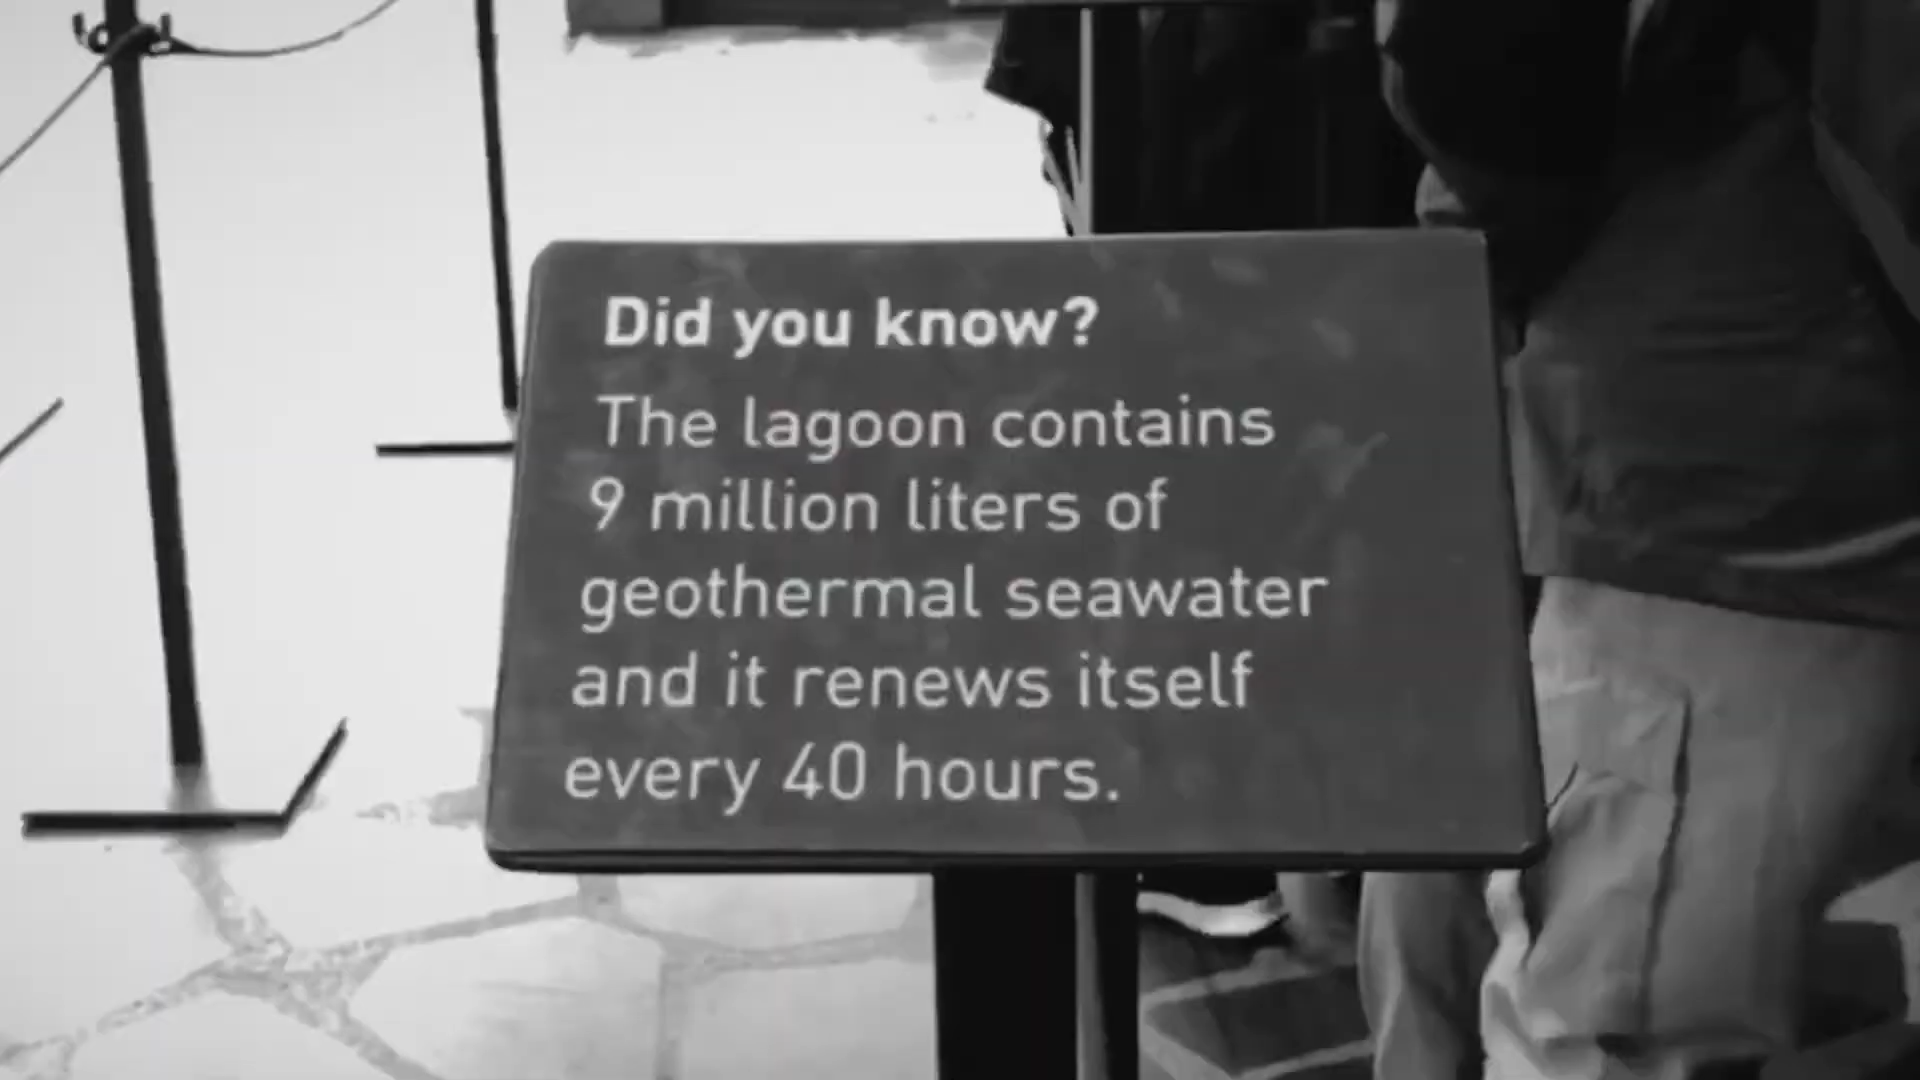 Did you know?
The lagoon contains
9 million liters of
geothermal seawater
and it renews itself
every 40 hours.